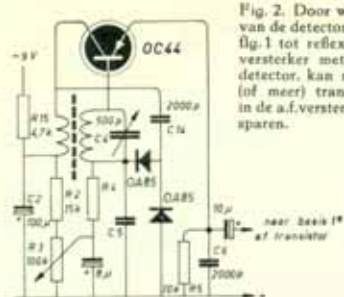 Fig. 2. Door w
van de detector
fig. 1 tot reflex
versterker met
detector, kan
(of meer) tran
in de a.f. verste
sparen.
OC44
-9V
R15
4,7k
500p
C4
2000p
C14
OA85
OA85
C2
100µ
R2
15k
R4
C5
R3
100k
8µ
10µ
naar basis 1e
a.f. transistor
20k R5
C6
2000p